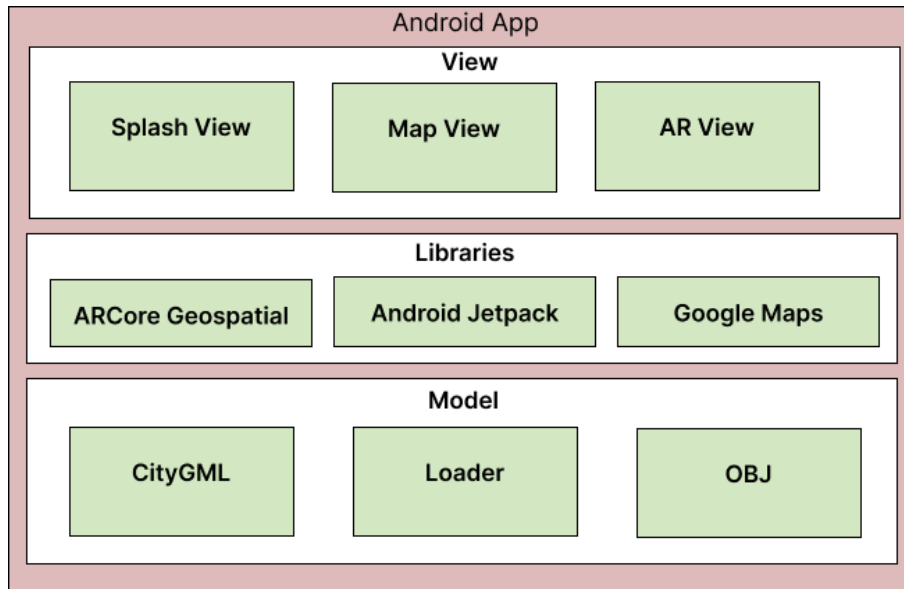 Android App
View
Splash View
Map View
AR View
Libraries
ARCore Geospatial
Android Jetpack
Google Maps
Model
CityGML
Loader
OBJ